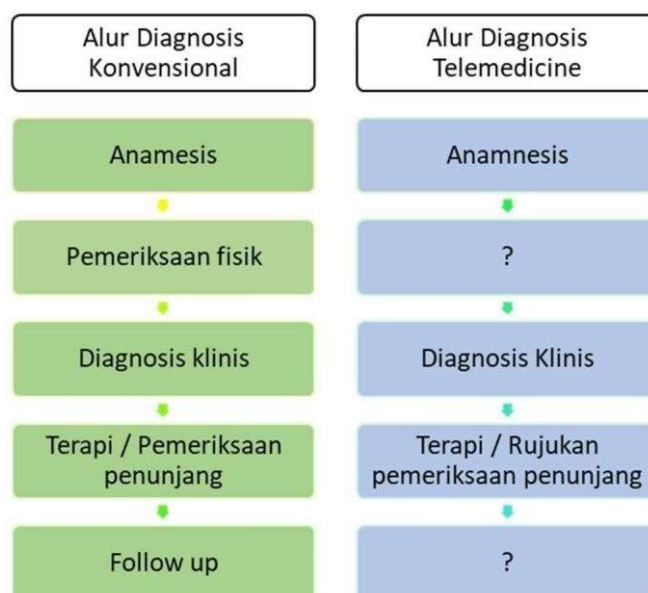 Alur Diagnosis
Konvensional
Anamesis
Pemeriksaan fisik
Diagnosis klinis
Terapi / Pemeriksaan
penunjang
Follow up
Alur Diagnosis
Telemedicine
Anamnesis
?
Diagnosis Klinis
Terapi / Rujukan
pemeriksaan penunjang
?